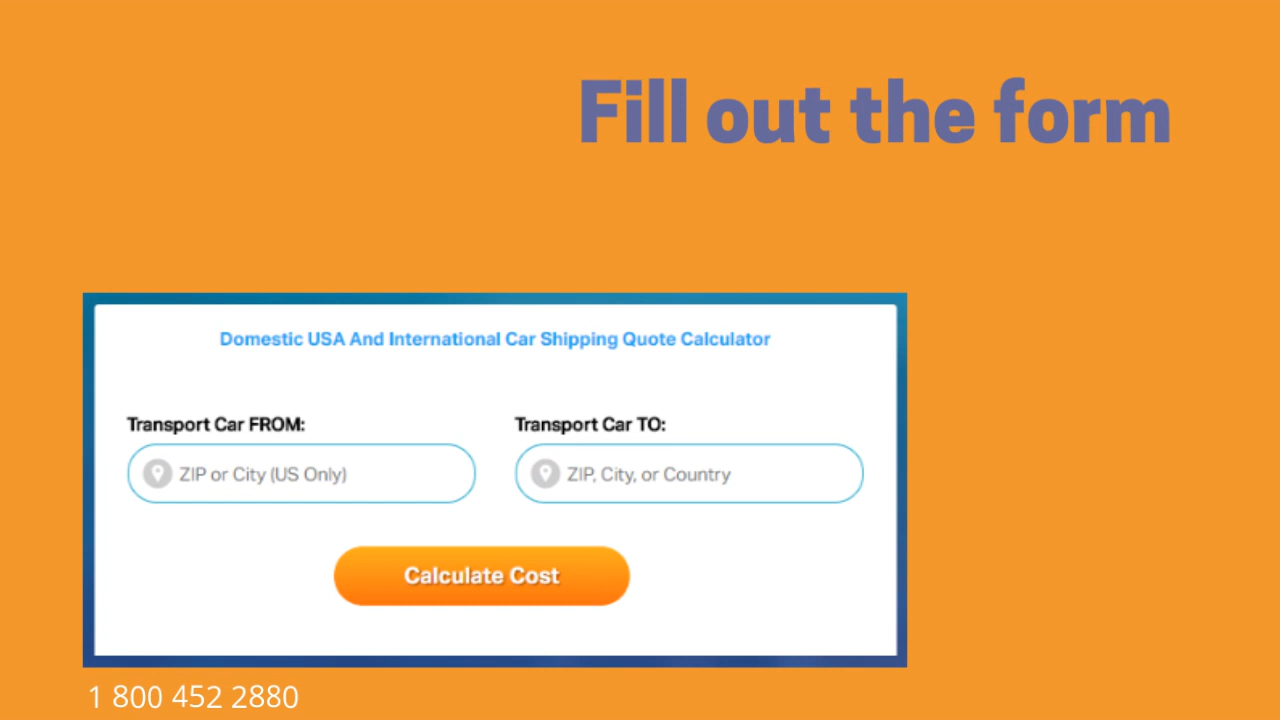 Fill out the form
Domestic USA And International Car Shipping Quote Calculator
Transport Car FROM:
Transport Car TO:
ZIP or City (US Only)
ZIP, City, or Country
Calculate Cost
1 800 452 2880